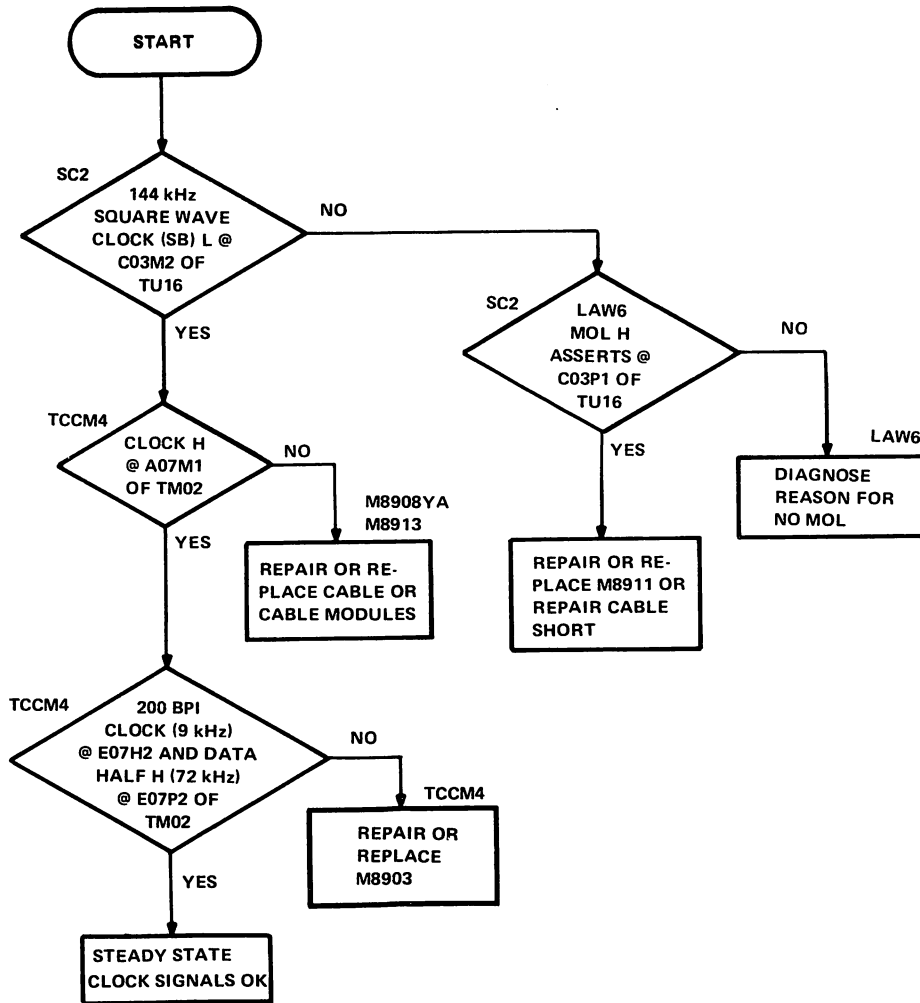 START
SC2
144 kHz
SQUARE WAVE
CLOCK (SB) L @
C03M2 OF
TU16
NO
YES
SC2
LAW6
MOL H
ASSERTS @
C03P1 OF
TU16
NO
YES
LAW6
DIAGNOSE
REASON FOR
NO MOL
TCCM4
CLOCK H
@ A07M1
OF TM02
NO
YES
M8908YA
M8913
REPAIR OR RE-
PLACE CABLE OR
CABLE MODULES
REPAIR OR RE-
PLACE M8911 OR
REPAIR CABLE
SHORT
TCCM4
200 BPI
CLOCK (9 kHz)
@ E07H2 AND DATA
HALF H (72 kHz)
@ E07P2 OF
TM02
NO
YES
TCCM4
REPAIR OR
REPLACE
M8903
STEADY STATE
CLOCK SIGNALS OK